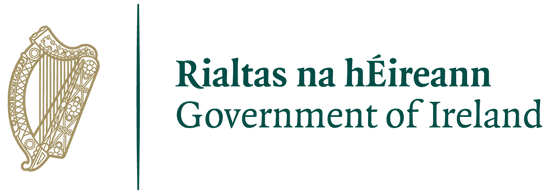 Rialtas na hÉireann
Government of Ireland